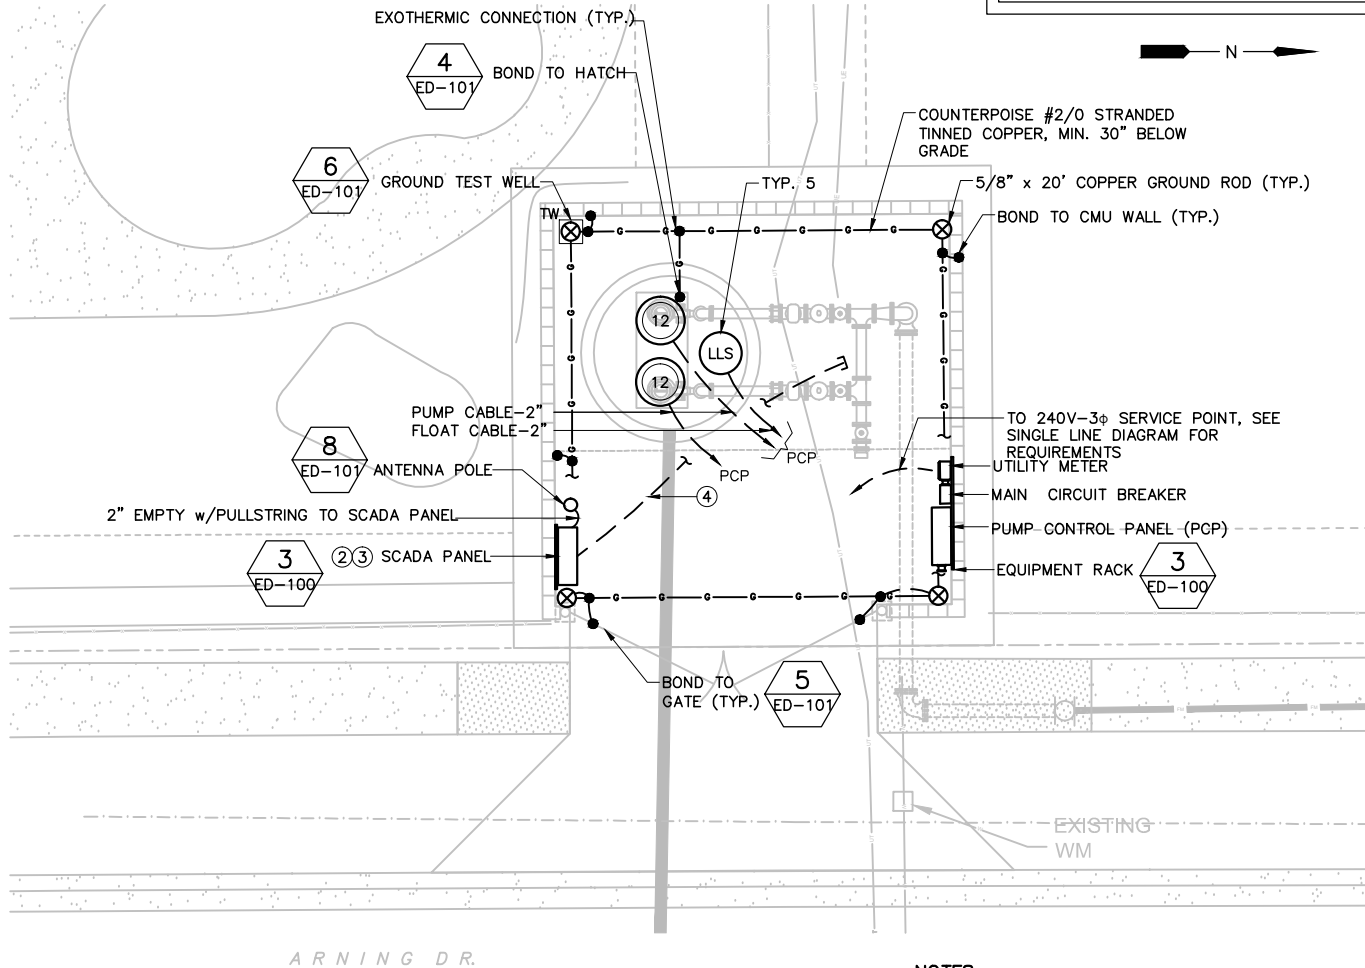 EXOTHERMIC CONNECTION (TYP.)
4
ED-101
BOND TO HATCH
N
COUNTERPOISE #2/0 STRANDED
TINNED COPPER, MIN. 30" BELOW
GRADE
6
ED-101
GROUND TEST WELL
TYP. 5
5/8" x 20' COPPER GROUND ROD (TYP.)
TW
BOND TO CMU WALL (TYP.)
G G G G G G
12
LLS
12
PUMP CABLE-2"
FLOAT CABLE-2"
TO 240V-3ϕ SERVICE POINT, SEE
SINGLE LINE DIAGRAM FOR
REQUIREMENTS
8
ED-101
ANTENNA POLE
PCP
PCP
UTILITY METER
4
MAIN CIRCUIT BREAKER
2" EMPTY w/PULLSTRING TO SCADA PANEL
PUMP CONTROL PANEL (PCP)
3
ED-100
2 3 SCADA PANEL
EQUIPMENT RACK
3
ED-100
G G G G G G G
BOND TO
GATE (TYP.)
5
ED-101
EXISTING
WM
ARNING DR.
NOTES